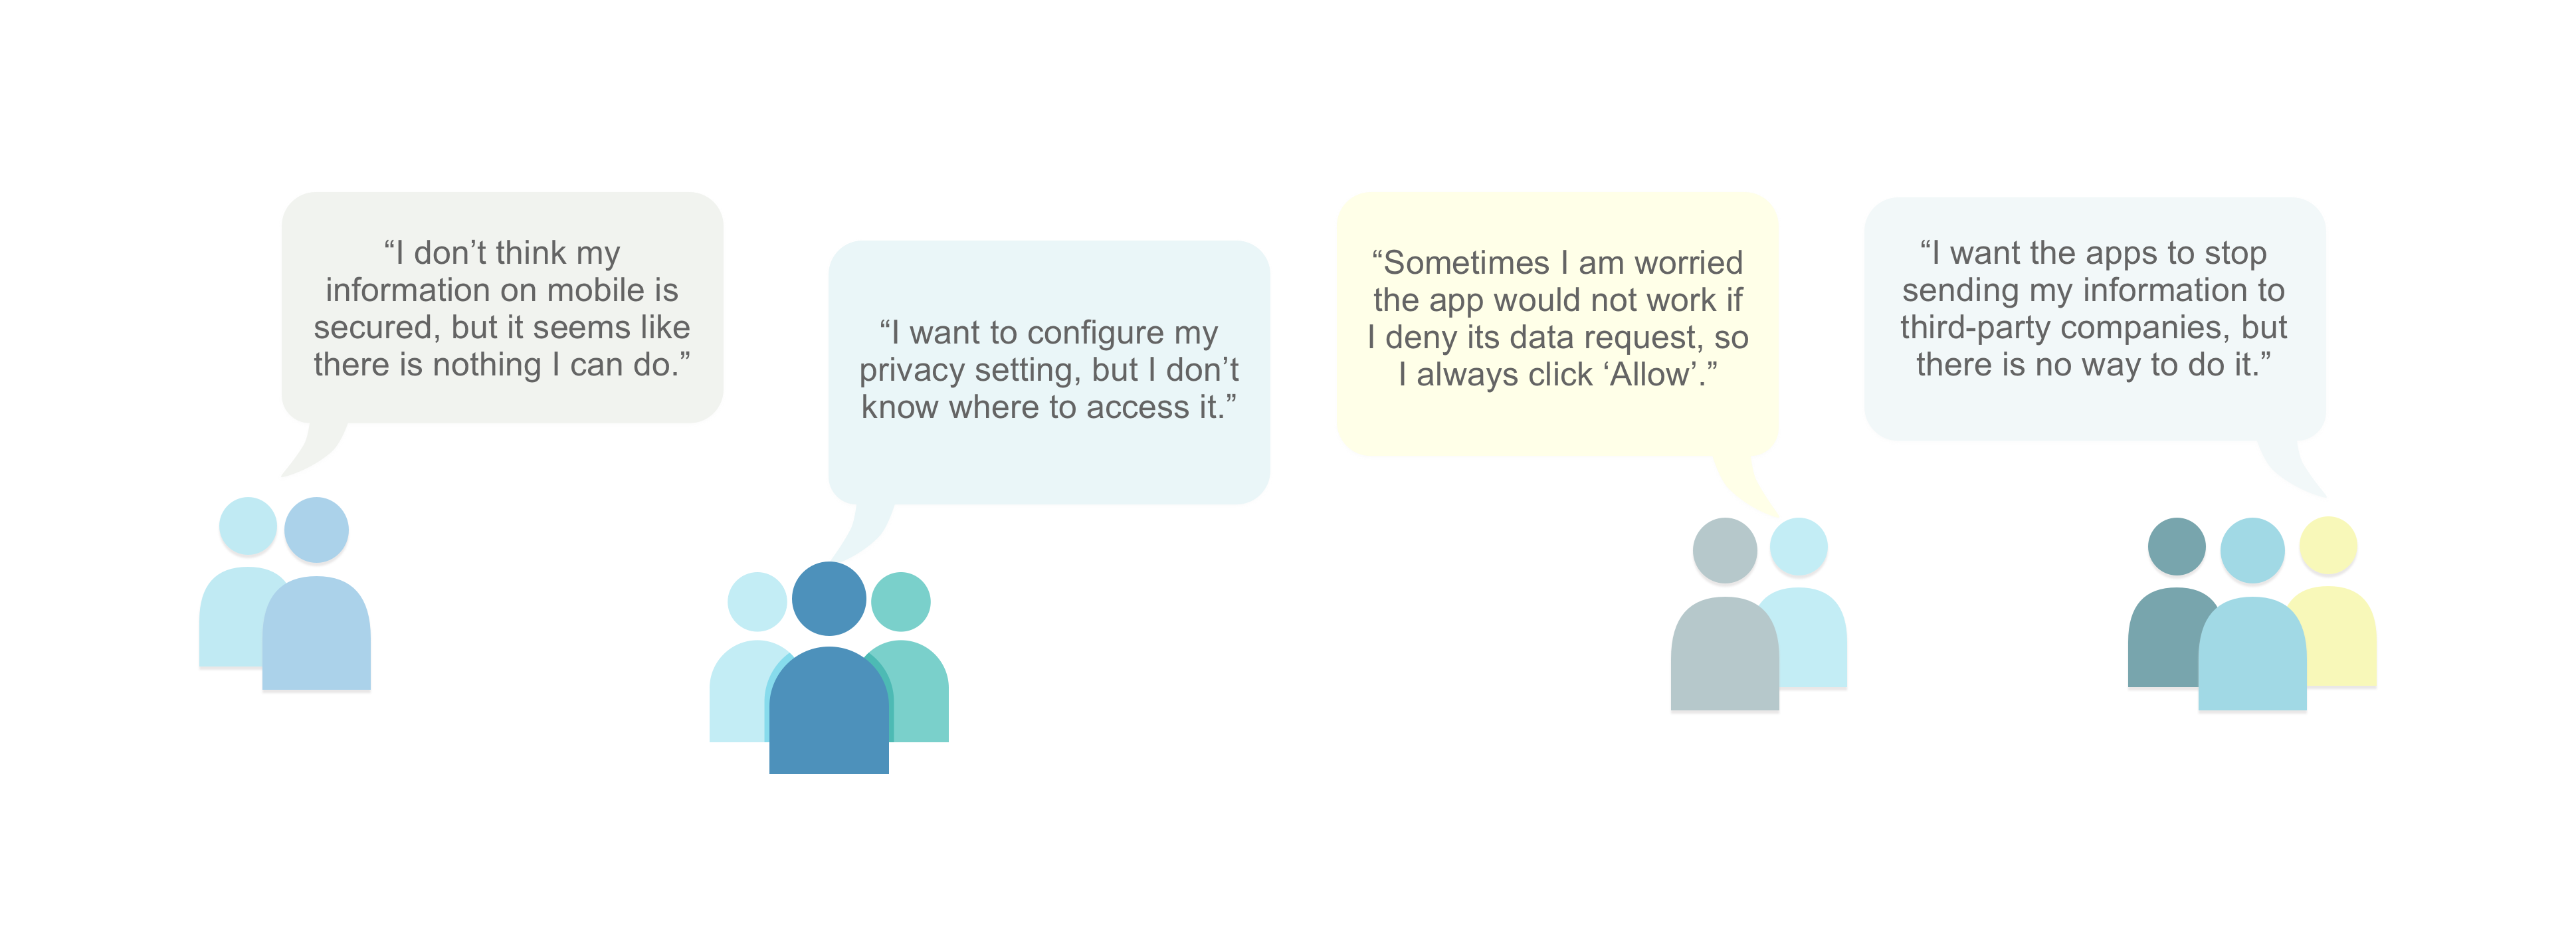 “I don’t think my
information on mobile is
secured, but it seems like
there is nothing I can do.”
“I want to configure my
privacy setting, but I don’t
know where to access it.”
“Sometimes I am worried
the app would not work if
I deny its data request, so
I always click ‘Allow’.”
“I want the apps to stop
sending my information to
third-party companies, but
there is no way to do it.”